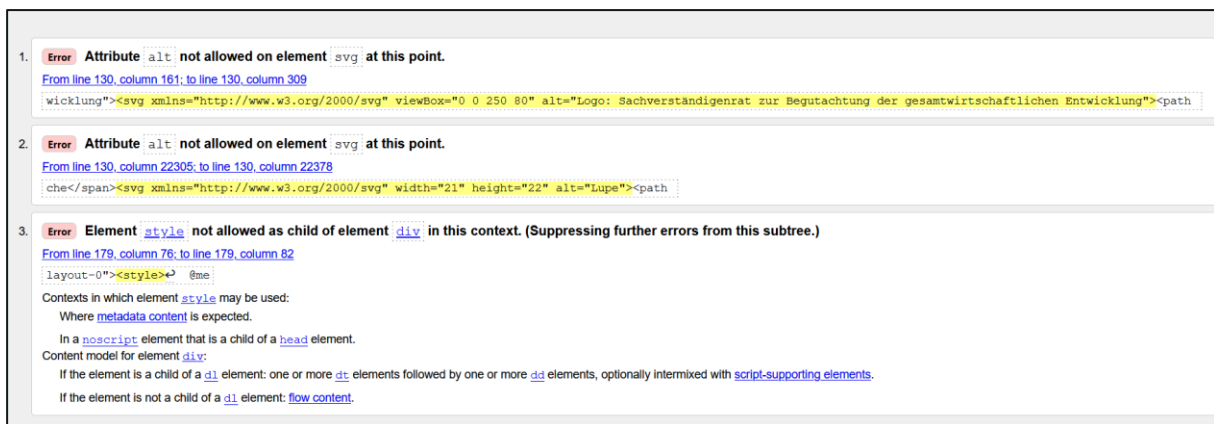 1. Error Attribute alt not allowed on element svg at this point.
From line 130, column 161; to line 130, column 309
wicklung"><svg xmlns="http://www.w3.org/2000/svg" viewBox="0 0 250 80" alt="Logo: Sachverständigenrat zur Begutachtung der gesamtwirtschaftlichen Entwicklung"><path
2. Error Attribute alt not allowed on element svg at this point.
From line 130, column 22305; to line 130, column 22378
che</span><svg xmlns="http://www.w3.org/2000/svg" width="21" height="22" alt="Lupe"><path
3. Error Element style not allowed as child of element div in this context. (Suppressing further errors from this subtree.)
From line 179, column 76; to line 179, column 82
layout-0"><style>↩ @me
Contexts in which element style may be used:
Where metadata content is expected.
In a noscript element that is a child of a head element.
Content model for element div:
If the element is a child of a dl element: one or more dt elements followed by one or more dd elements, optionally intermixed with script-supporting elements.
If the element is not a child of a dl element: flow content.